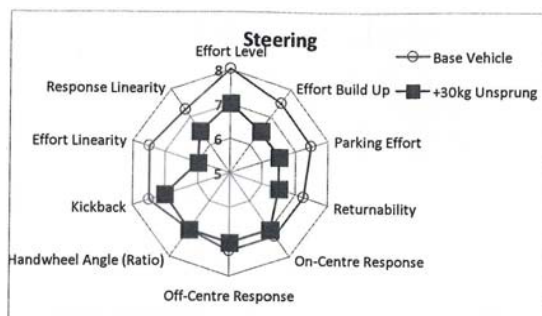 Steering
Effort Level
Base Vehicle
+30kg Unsprung
Response Linearity
Effort Build Up
Effort Linearity
Parking Effort
Kickback
Returnability
Handwheel Angle (Ratio)
On-Centre Response
Off-Centre Response
8
7
6
5